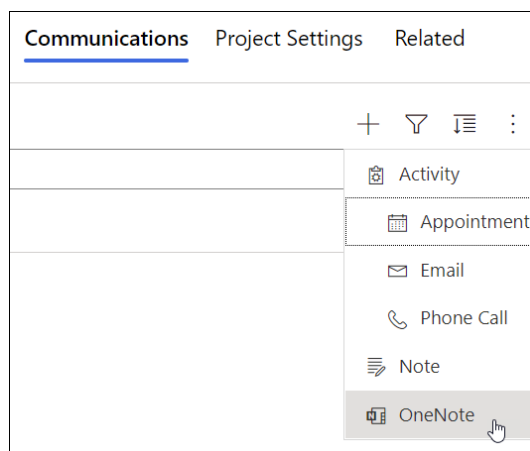 Communications Project Settings Related
Activity
Appointment
Email
Phone Call
Note
OneNote